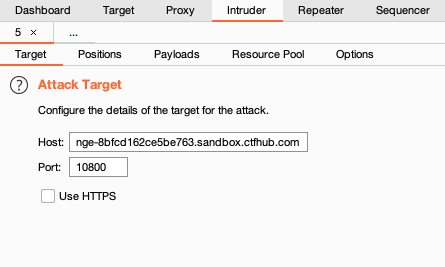 Dashboard Target Proxy Intruder Repeater Sequencer
5 × ...
Target Positions Payloads Resource Pool Options
? Attack Target
Configure the details of the target for the attack.
Host: nge-8bfcd162ce5be763.sandbox.ctfhub.com
Port: 10800
Use HTTPS